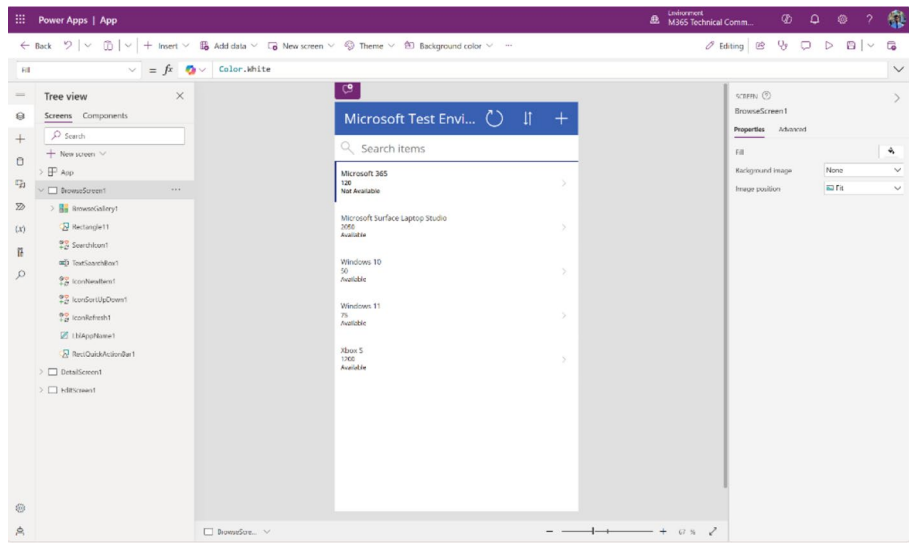 Power Apps | App
Environment
M365 Technical Comm...
Back
Insert
Add data
New screen
Theme
Background color
...
Editing
Fill
= fx
Color.White
Tree view
Screens Components
Search
New screen
App
BrowseScreen1
...
BrowseGallery1
Rectangle11
SearchIcon1
TextSearchBox1
IconNewItem1
IconSortUpDown1
IconRefresh1
LblAppName1
RectQuickActionBar1
DetailScreen1
EditScreen1
Microsoft Test Envi...
Search items
Microsoft 365
120
Not Available
Microsoft Surface Laptop Studio
2050
Available
Windows 10
50
Available
Windows 11
75
Available
Xbox 5
1200
Available
SCREEN
BrowseScreen1
Properties Advanced
Fill
Background image None
Image position Fit
BrowseScre...
67 %